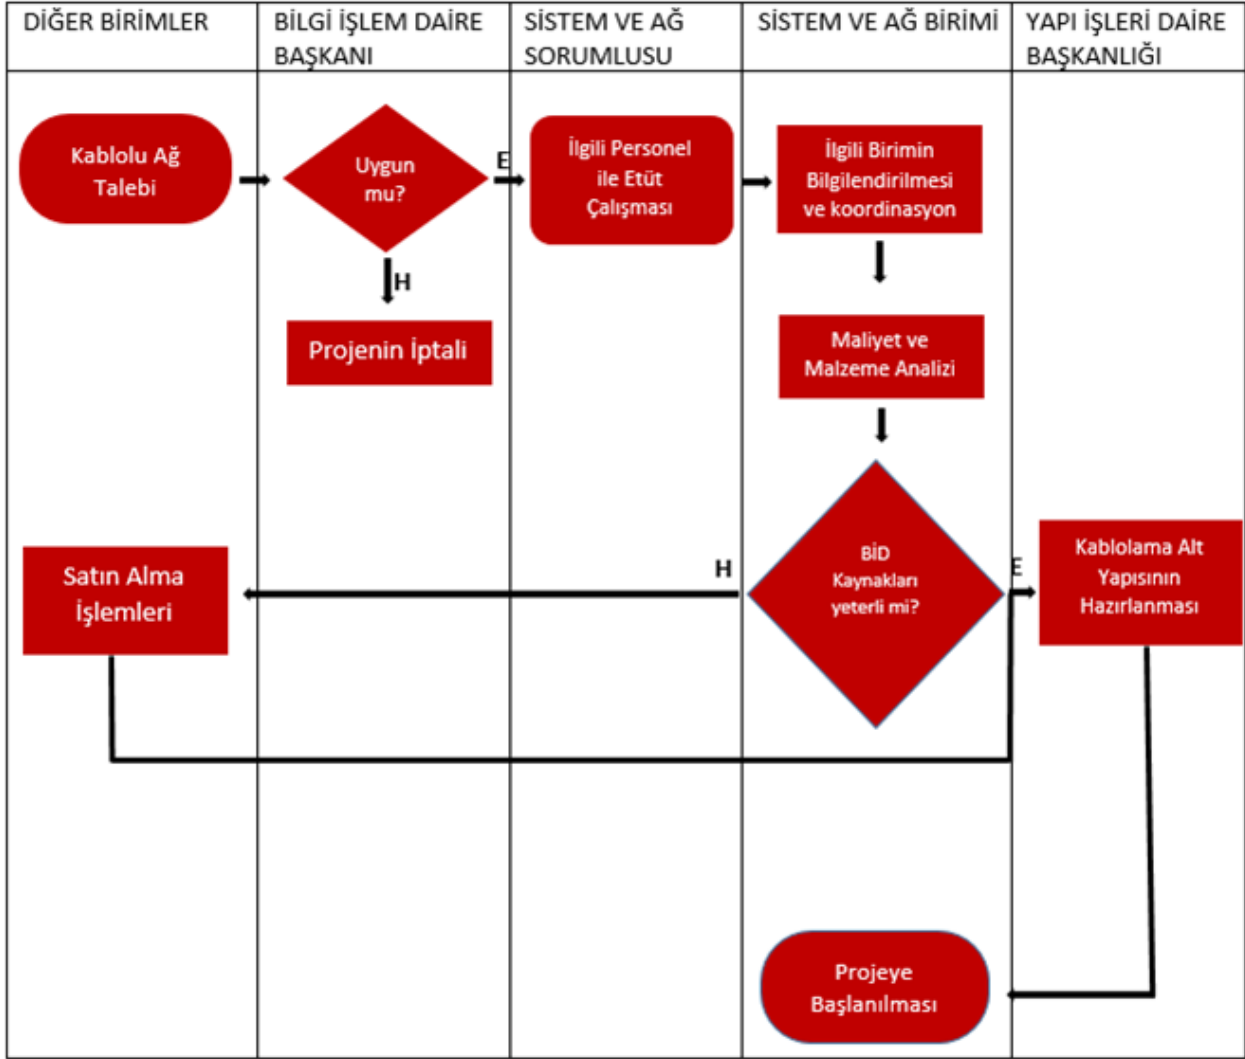 DİĞER BİRİMLER
BİLGİ İŞLEM DAİRE
BAŞKANI
SİSTEM VE AĞ
SORUMLUSU
SİSTEM VE AĞ BİRİMİ
YAPI İŞLERİ DAİRE
BAŞKANLIĞI
Kablolu Ağ
Talebi
Uygun
mu?
E
İlgili Personel
ile Etüt
Çalışması
İlgili Birimin
Bilgilendirilmesi
ve koordinasyon
H
Projenin İptali
Maliyet ve
Malzeme Analizi
Satın Alma
İşlemleri
H
BİD
Kaynakları
yeterli mi?
E
Kablolama Alt
Yapısının
Hazırlanması
Projeye
Başlanılması